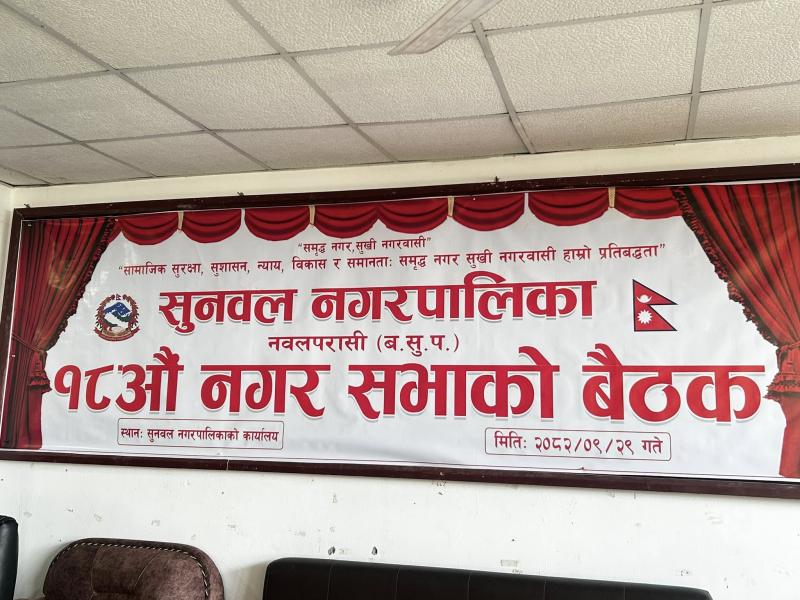 "समृद्ध नगर, सुखी नगरवासी"
"सामाजिक सुरक्षा, सुशासन, न्याय, विकास र समानताः समृद्ध नगर सुखी नगरवासी हाम्रो प्रतिबद्धता"
सुनवल नगरपालिका
नवलपरासी (ब.सु.प.)
१८औं नगर सभाको बैठक
स्थानः सुनवल नगरपालिकाको कार्यालय
मितिः २०८२/०९/२९ गते